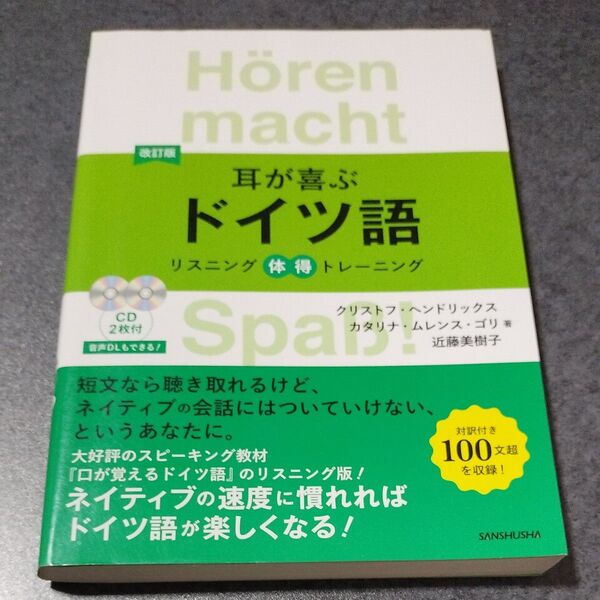 Hören
macht
改訂版
耳が喜ぶ
ドイツ語
リスニング 体得 トレーニング
CD
2枚付
音声DLもできる!
Spaß!
クリストフ・ヘンドリックス
カタリナ・ムレンス・ゴリ 著
近藤美樹子
短文なら聴き取れるけど、
ネイティブの会話にはついていけない、
というあなたに。
大好評のスピーキング教材
『口が覚えるドイツ語』のリスニング版!
ネイティブの速度に慣れれば
ドイツ語が楽しくなる!
対訳付き
100文超
を収録!
SANSHUSHA